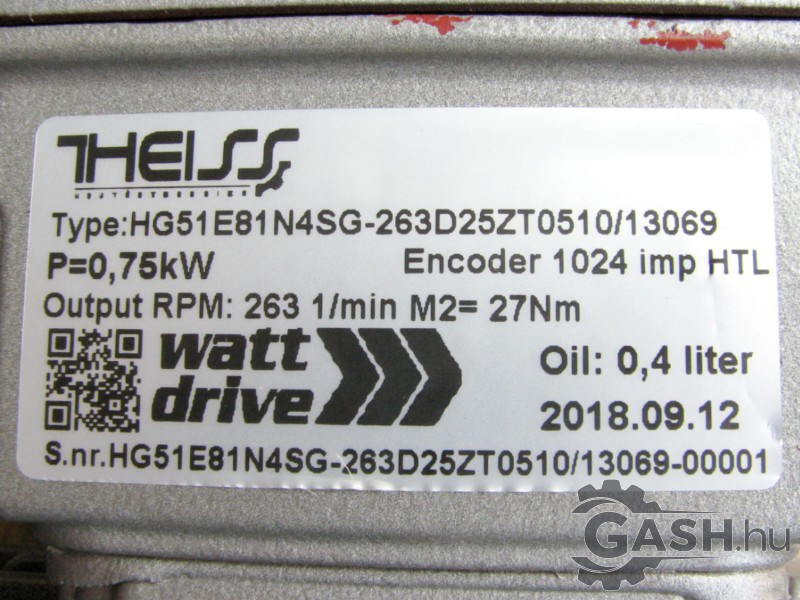 THEISS
HAJTÁSTECHNIKA
Type:HG51E81N4SG-263D25ZT0510/13069
P=0,75kW Encoder 1024 imp HTL
Output RPM: 263 1/min M2= 27Nm
watt
drive
Oil: 0,4 liter
2018.09.12
S.nr.HG51E81N4SG-263D25ZT0510/13069-00001
GASH.hu